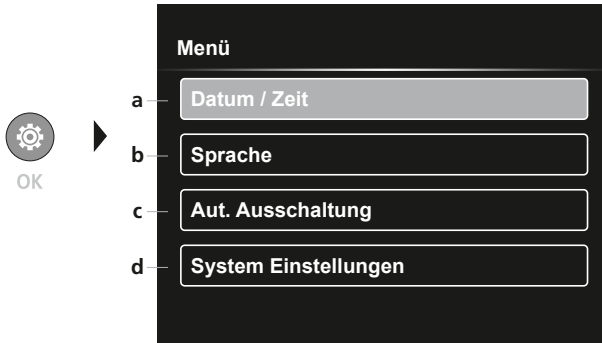 Menü
a Datum / Zeit
b Sprache
OK
c Aut. Ausschaltung
d System Einstellungen